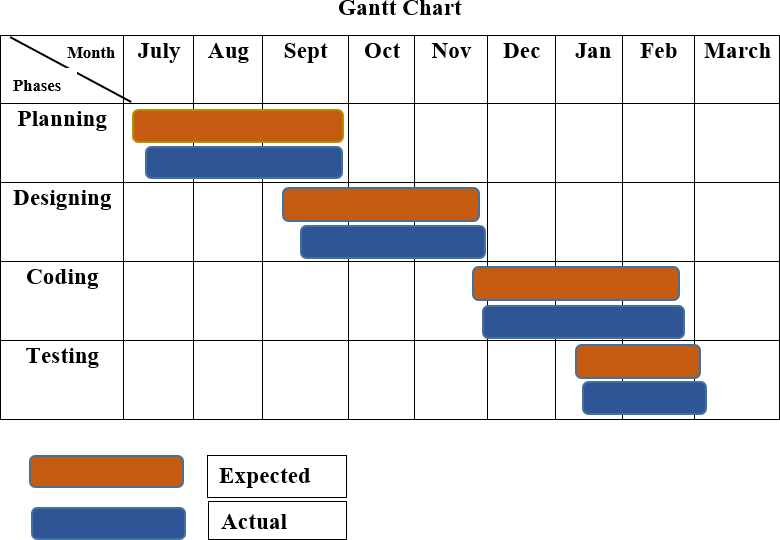 Gantt Chart
Month July Aug Sept Oct Nov Dec Jan Feb March
Phases
Planning
Designing
Coding
Testing
Expected
Actual